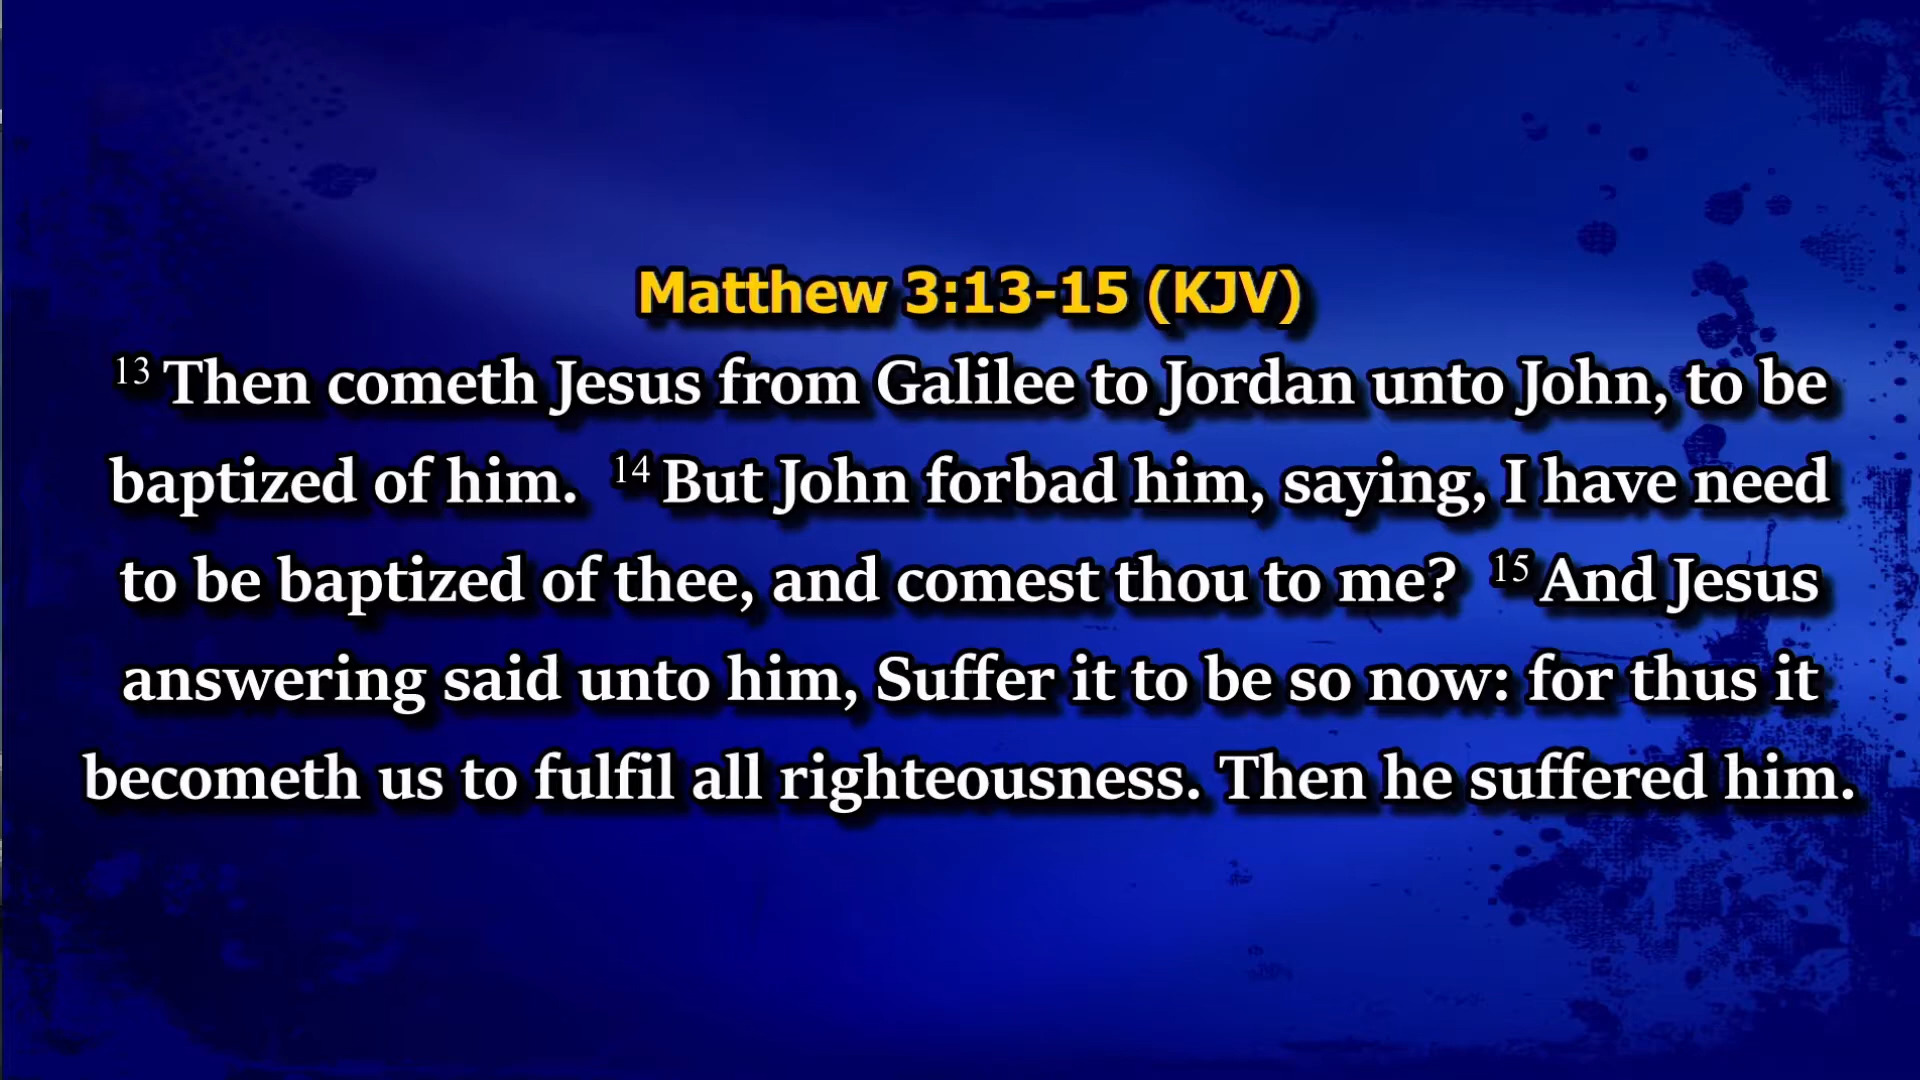 Matthew 3:13-15 (KJV)
13 Then cometh Jesus from Galilee to Jordan unto John, to be
baptized of him. 14 But John forbad him, saying, I have need
to be baptized of thee, and comest thou to me? 15 And Jesus
answering said unto him, Suffer it to be so now: for thus it
becometh us to fulfil all righteousness. Then he suffered him.